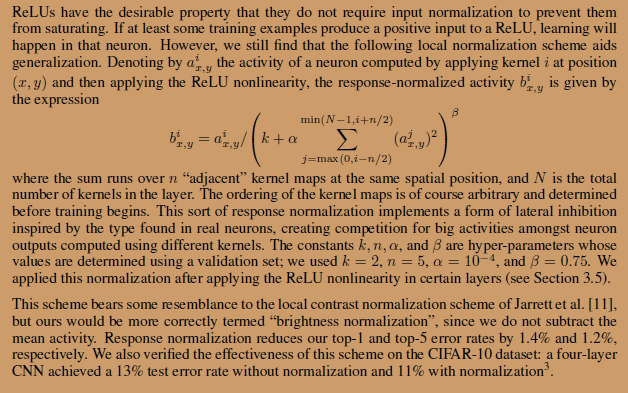 ReLUs have the desirable property that they do not require input normalization to prevent them
from saturating. If at least some training examples produce a positive input to a ReLU, learning will
happen in that neuron. However, we still find that the following local normalization scheme aids
generalization. Denoting by a^i_{x,y} the activity of a neuron computed by applying kernel i at position
(x, y) and then applying the ReLU nonlinearity, the response-normalized activity b^i_{x,y} is given by
the expression
b^i_{x,y} = a^i_{x,y} / ( k + α ∑_{j=max(0,i−n/2)}^{min(N−1,i+n/2)} (a^j_{x,y})^2 )^β
where the sum runs over n “adjacent” kernel maps at the same spatial position, and N is the total
number of kernels in the layer. The ordering of the kernel maps is of course arbitrary and determined
before training begins. This sort of response normalization implements a form of lateral inhibition
inspired by the type found in real neurons, creating competition for big activities amongst neuron
outputs computed using different kernels. The constants k, n, α, and β are hyper-parameters whose
values are determined using a validation set; we used k = 2, n = 5, α = 10^{−4}, and β = 0.75. We
applied this normalization after applying the ReLU nonlinearity in certain layers (see Section 3.5).
This scheme bears some resemblance to the local contrast normalization scheme of Jarrett et al. [11],
but ours would be more correctly termed “brightness normalization”, since we do not subtract the
mean activity. Response normalization reduces our top-1 and top-5 error rates by 1.4% and 1.2%,
respectively. We also verified the effectiveness of this scheme on the CIFAR-10 dataset: a four-layer
CNN achieved a 13% test error rate without normalization and 11% with normalization³.